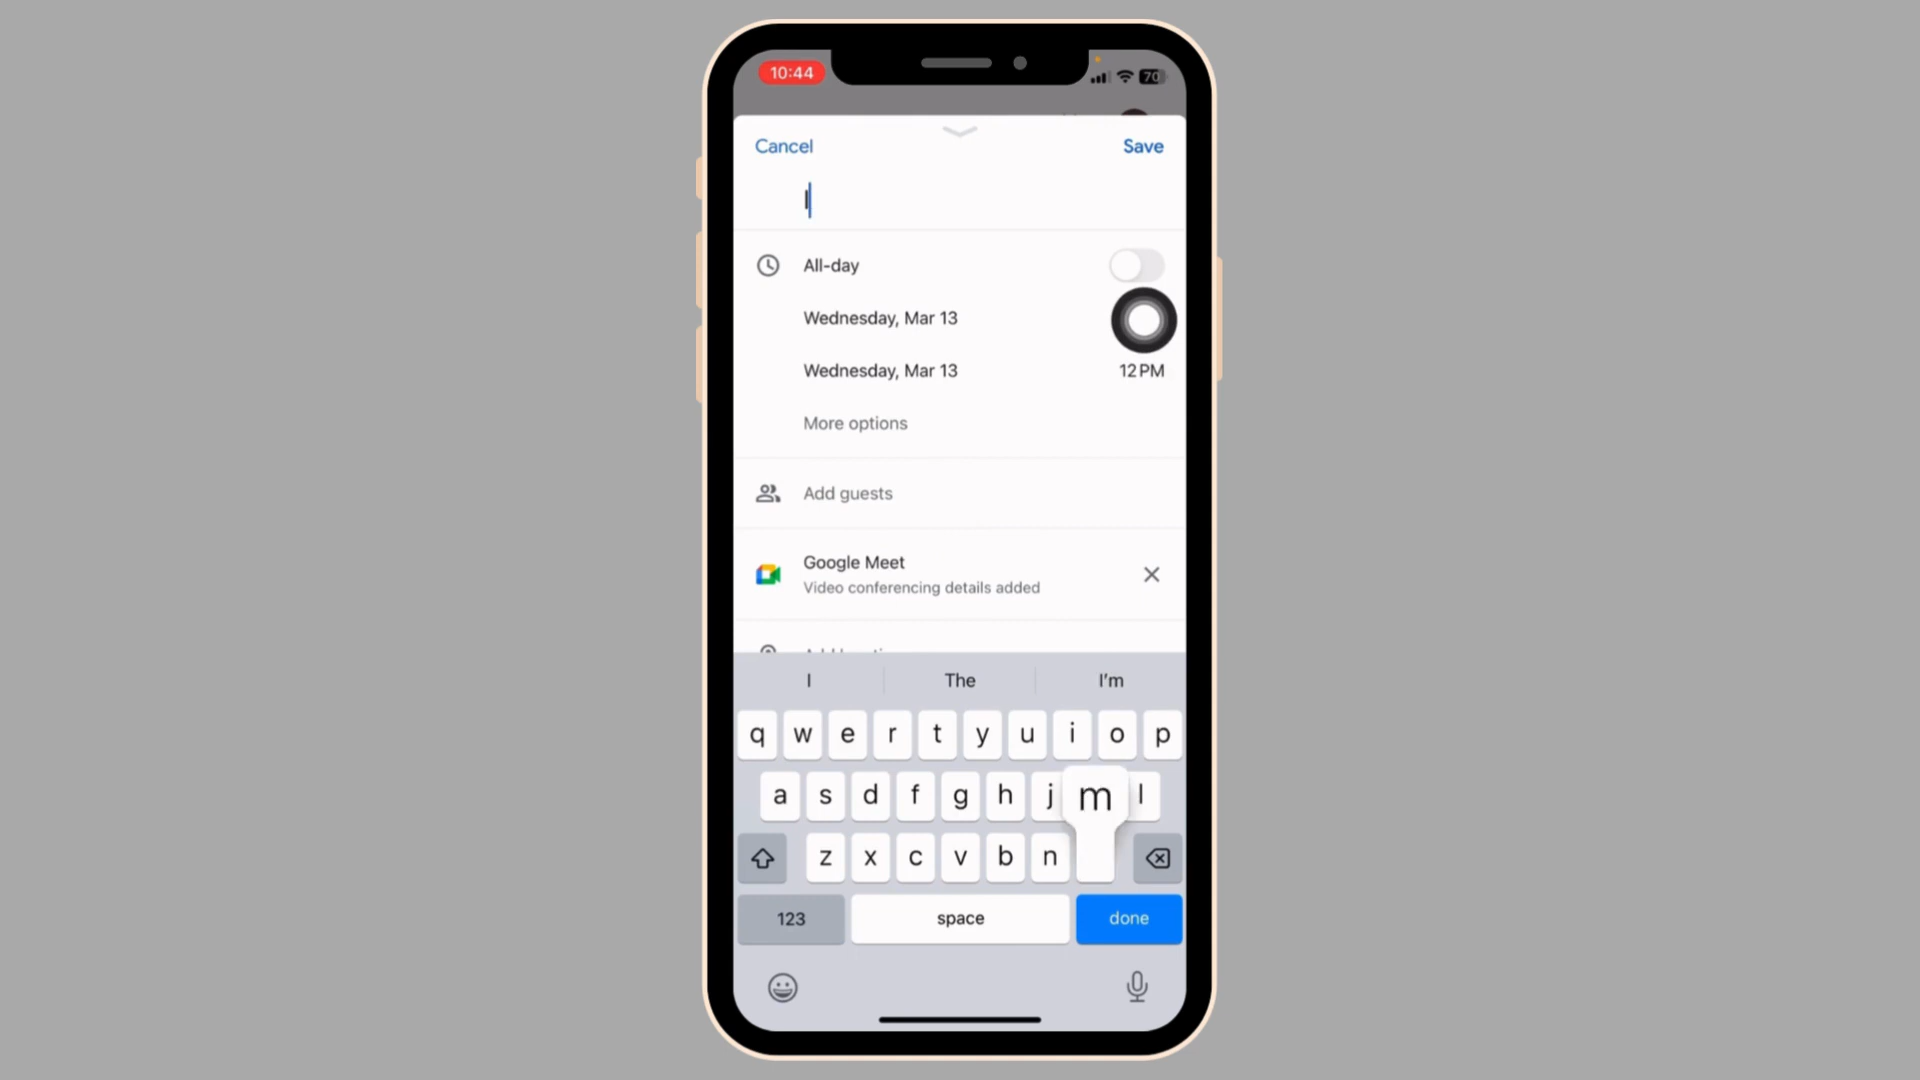 10:44
70
Cancel
Save
All-day
Wednesday, Mar 13
Wednesday, Mar 13
12 PM
More options
Add guests
Google Meet
Video conferencing details added
I
The
I'm
q w e r t y u i o p
a s d f g h j m l
z x c v b n
123
space
done